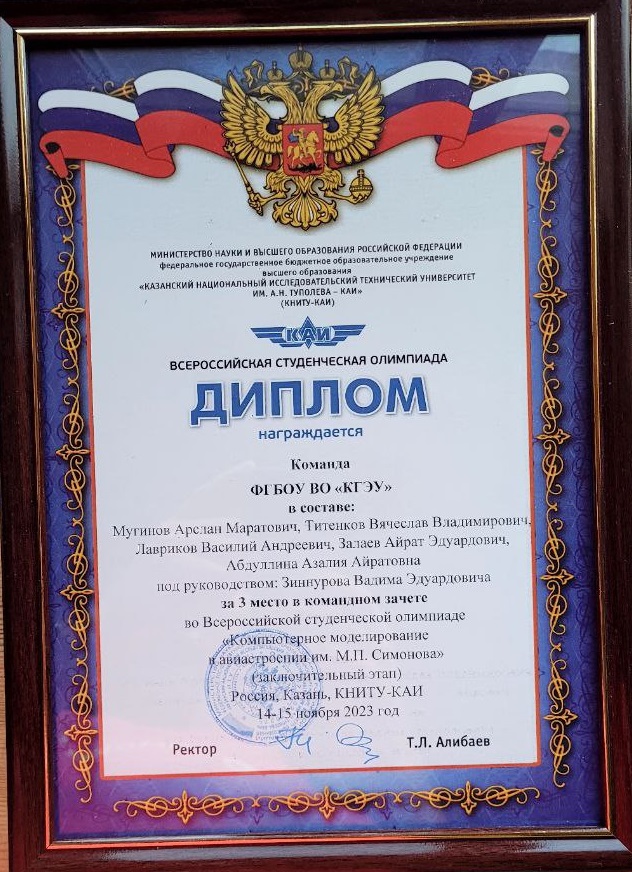 МИНИСТЕРСТВО НАУКИ И ВЫСШЕГО ОБРАЗОВАНИЯ РОССИЙСКОЙ ФЕДЕРАЦИИ
федеральное государственное бюджетное образовательное учреждение
высшего образования
«КАЗАНСКИЙ НАЦИОНАЛЬНЫЙ ИССЛЕДОВАТЕЛЬСКИЙ ТЕХНИЧЕСКИЙ УНИВЕРСИТЕТ
ИМ. А.Н. ТУПОЛЕВА – КАИ»
(КНИТУ-КАИ)
КАИ
ВСЕРОССИЙСКАЯ СТУДЕНЧЕСКАЯ ОЛИМПИАДА
ДИПЛОМ
награждается
Команда
ФГБОУ ВО «КГЭУ»
в составе:
Мугинов Арслан Маратович, Титенков Вячеслав Владимирович,
Лавриков Василий Андреевич, Залаев Айрат Эдуардович,
Абдуллина Азалия Айратовна
под руководством: Зиннурова Вадима Эдуардовича
за 3 место в командном зачете
во Всероссийской студенческой олимпиаде
«Компьютерное моделирование
в авиастроении им. М.П. Симонова»
(заключительный этап)
Россия, Казань, КНИТУ-КАИ
14-15 ноября 2023 год
Ректор Т.Л. Алибаев